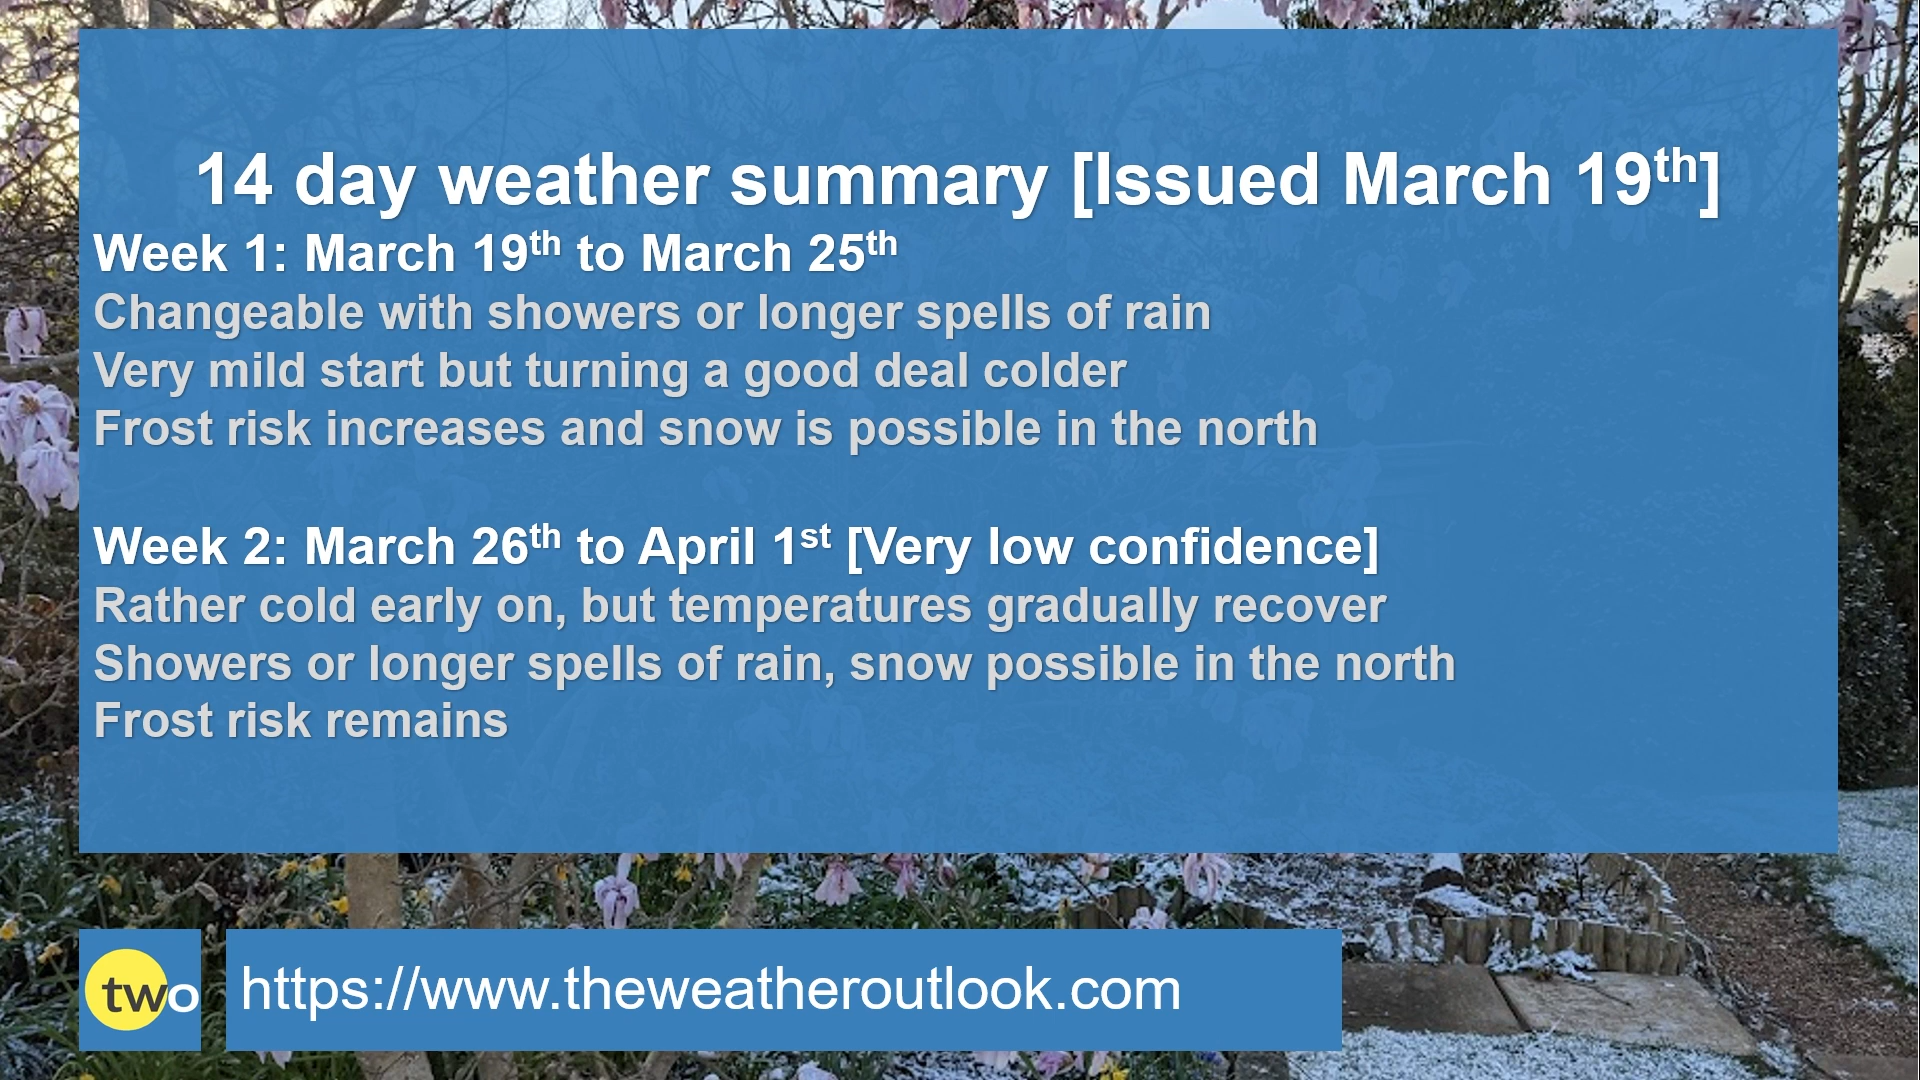 14 day weather summary [Issued March 19th]
Week 1: March 19th to March 25th
Changeable with showers or longer spells of rain
Very mild start but turning a good deal colder
Frost risk increases and snow is possible in the north
Week 2: March 26th to April 1st [Very low confidence]
Rather cold early on, but temperatures gradually recover
Showers or longer spells of rain, snow possible in the north
Frost risk remains
two
https://www.theweatheroutlook.com